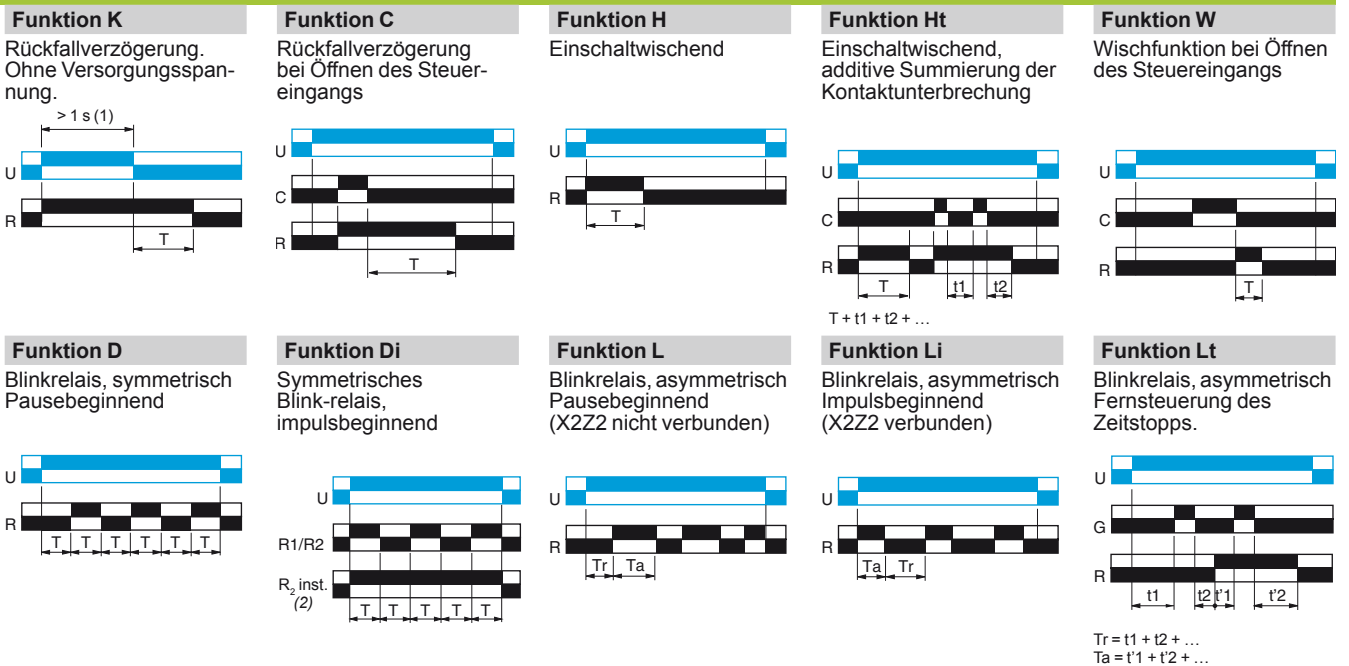 Funktion K
Rückfallverzögerung.
Ohne Versorgungsspan-
nung.
> 1 s (1)
U
R
T
Funktion C
Rückfallverzögerung
bei Öffnen des Steuer-
eingangs
U
C
R
T
Funktion H
Einschaltwischend
U
R
T
Funktion Ht
Einschaltwischend,
additive Summierung der
Kontaktunterbrechung
U
C
R
T t1 t2
T + t1 + t2 + …
Funktion W
Wischfunktion bei Öffnen
des Steuereingangs
U
C
R
T
Funktion D
Blinkrelais, symmetrisch
Pausebeginnend
U
R
T T T T T T
Funktion Di
Symmetrisches
Blink-relais,
impulsbeginnend
U
R1/R2
R2 inst.
(2)
T T T T T
Funktion L
Blinkrelais, asymmetrisch
Pausebeginnend
(X2Z2 nicht verbunden)
U
R
Tr Ta
Funktion Li
Blinkrelais, asymmetrisch
Impulsbeginnend
(X2Z2 verbunden)
U
R
Ta Tr
Funktion Lt
Blinkrelais, asymmetrisch
Fernsteuerung des
Zeitstopps.
U
G
R
t1 t2 t'1 t'2
Tr = t1 + t2 + …
Ta = t'1 + t'2 + …